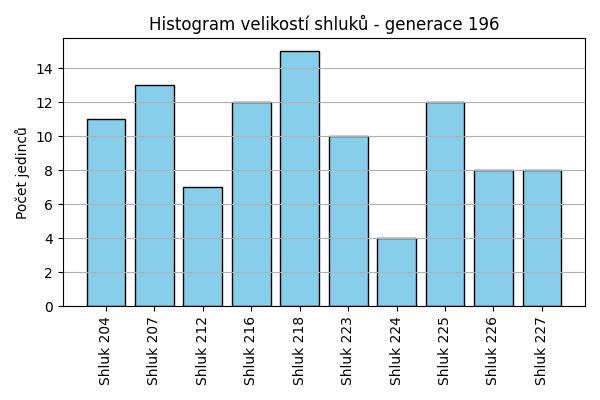 Histogram velikostí shluků - generace 196
Počet jedinců
14
12
10
8
6
4
2
0
Shluk 204
Shluk 207
Shluk 212
Shluk 216
Shluk 218
Shluk 223
Shluk 224
Shluk 225
Shluk 226
Shluk 227